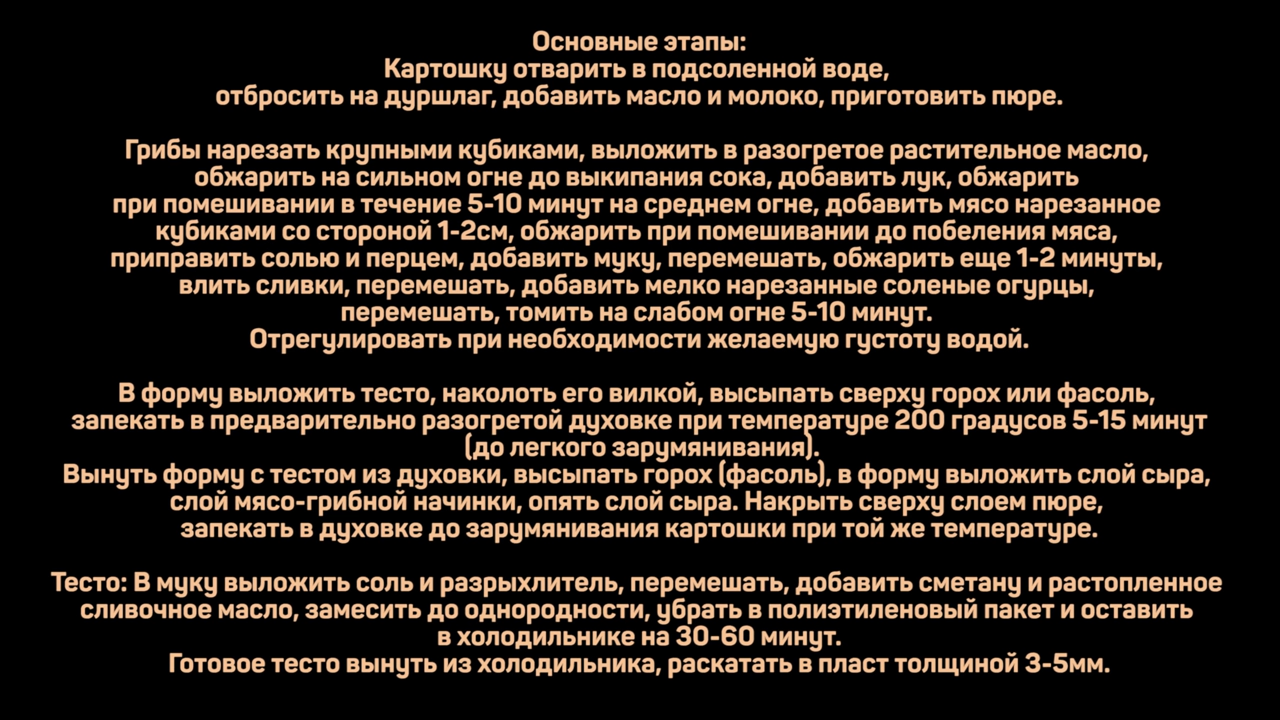 Основные этапы:
Картошку отварить в подсоленной воде,
отбросить на дуршлаг, добавить масло и молоко, приготовить пюре.
Грибы нарезать крупными кубиками, выложить в разогретое растительное масло,
обжарить на сильном огне до выкипания сока, добавить лук, обжарить
при помешивании в течение 5-10 минут на среднем огне, добавить мясо нарезанное
кубиками со стороной 1-2см, обжарить при помешивании до побеления мяса,
приправить солью и перцем, добавить муку, перемешать, обжарить еще 1-2 минуты,
влить сливки, перемешать, добавить мелко нарезанные соленые огурцы,
перемешать, томить на слабом огне 5-10 минут.
Отрегулировать при необходимости желаемую густоту водой.
В форму выложить тесто, наколоть его вилкой, высыпать сверху горох или фасоль,
запекать в предварительно разогретой духовке при температуре 200 градусов 5-15 минут
(до легкого зарумянивания).
Вынуть форму с тестом из духовки, высыпать горох (фасоль), в форму выложить слой сыра,
слой мясо-грибной начинки, опять слой сыра. Накрыть сверху слоем пюре,
запекать в духовке до зарумянивания картошки при той же температуре.
Тесто: В муку выложить соль и разрыхлитель, перемешать, добавить сметану и растопленное
сливочное масло, замесить до однородности, убрать в полиэтиленовый пакет и оставить
в холодильнике на 30-60 минут.
Готовое тесто вынуть из холодильника, раскатать в пласт толщиной 3-5мм.